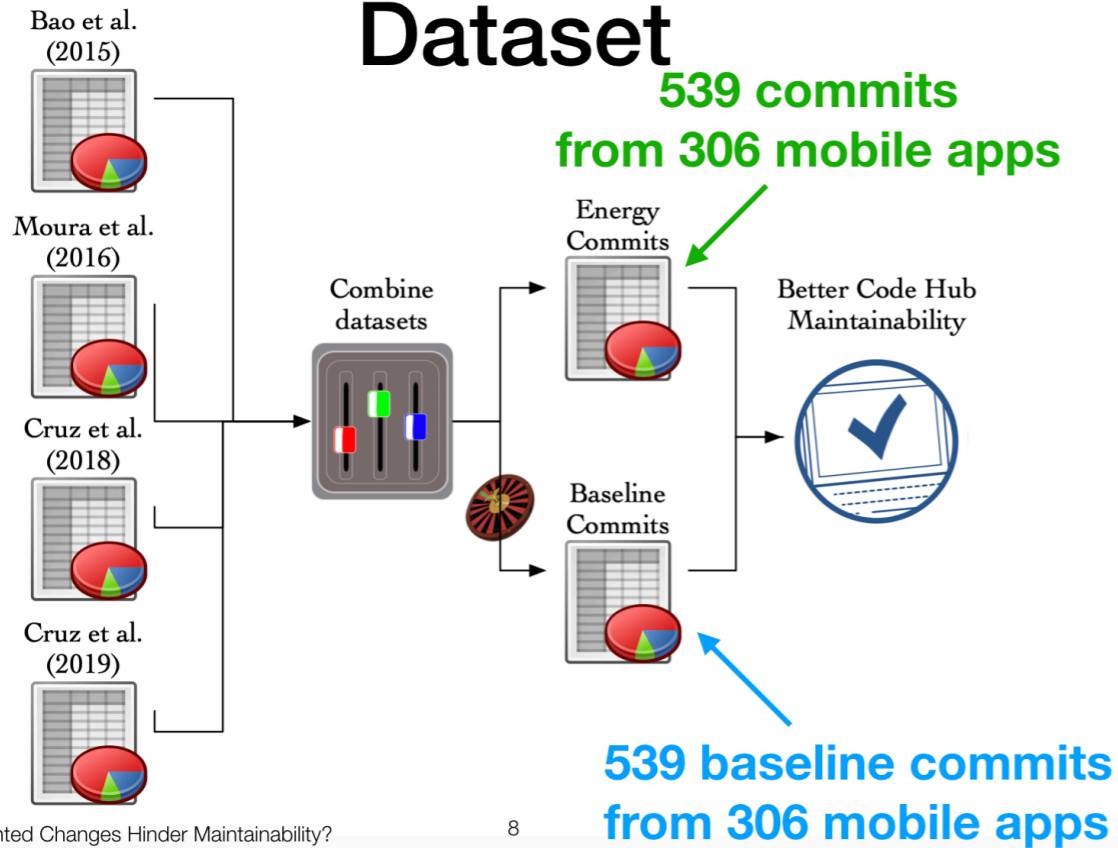 Dataset
Bao et al.
(2015)
539 commits
from 306 mobile apps
Moura et al.
(2016)
Energy
Commits
Combine
datasets
Better Code Hub
Maintainability
Cruz et al.
(2018)
Baseline
Commits
Cruz et al.
(2019)
539 baseline commits
from 306 mobile apps
Changes Hinder Maintainability?
8